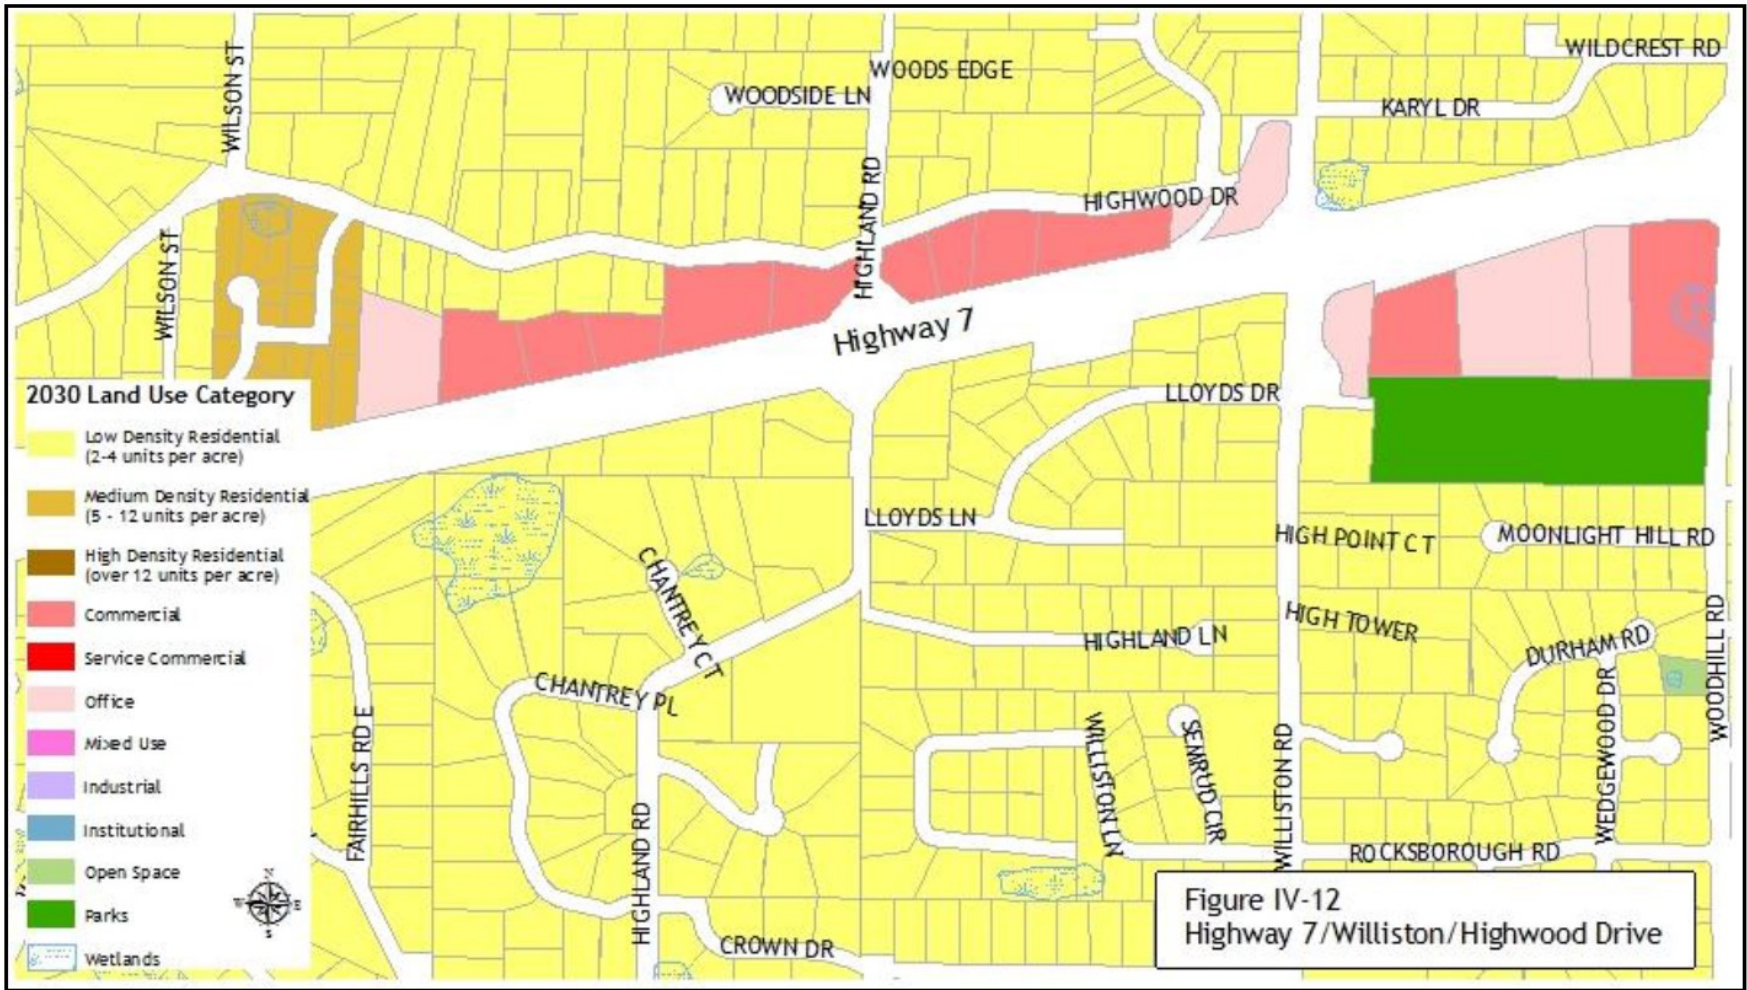 WILDCREST RD
WOODS EDGE
WILSON ST
WOODSIDE LN
KARYL DR
HIGHLAND RD
HIGHWOOD DR
WILSON ST
Highway 7
LLOYDS DR
2030 Land Use Category
Low Density Residential
(2-4 units per acre)
Medium Density Residential
(5 - 12 units per acre)
High Density Residential
(over 12 units per acre)
Commercial
Service Commercial
Office
Mixed Use
Industrial
Institutional
Open Space
Parks
Wetlands
N
W
E
S
LLOYDS LN
HIGH POINT CT
MOONLIGHT HILL RD
CHANTREY CT
HIGHLAND LN
HIGH TOWER
DURHAM RD
WOODHILL RD
CHANTREY PL
WEDGEWOOD DR
FAIRHILLS RD E
WILLISTON LN
SEMRUD CIR
WILLISTON RD
HIGHLAND RD
ROCKSBOROUGH RD
CROWN DR
Figure IV-12
Highway 7/Williston/Highwood Drive